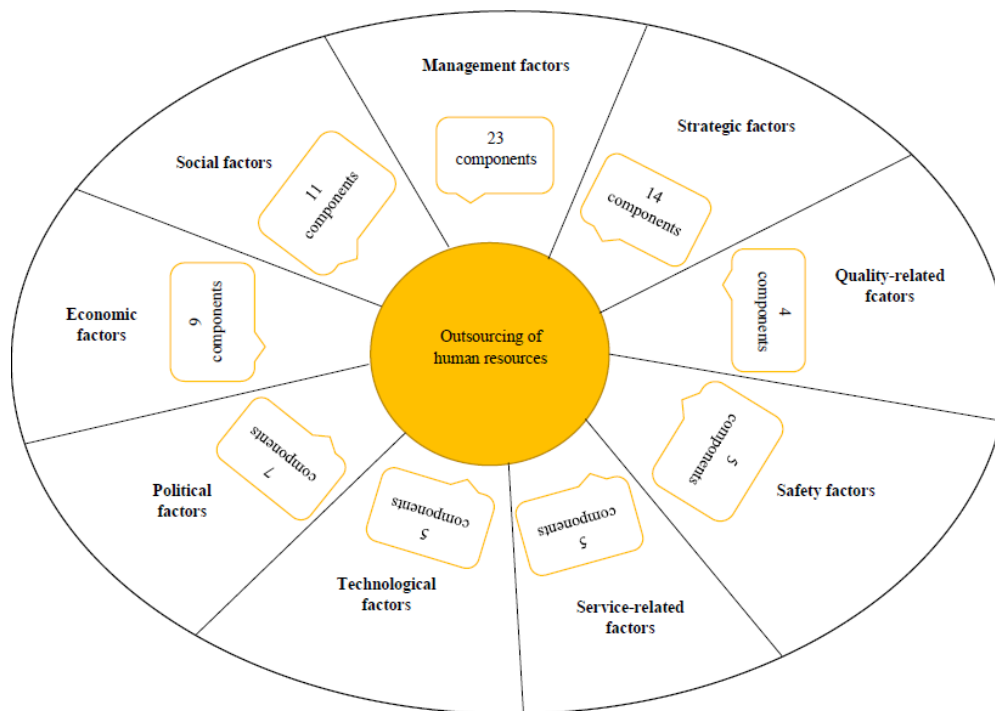 Management factors
23
components
Strategic factors
14
components
Quality-related
fcators
4
components
Safety factors
5
components
Service-related
factors
5
components
Technological
factors
5
components
Political
factors
7
components
Economic
factors
9
components
Social factors
11
components
Outsourcing of
human resources